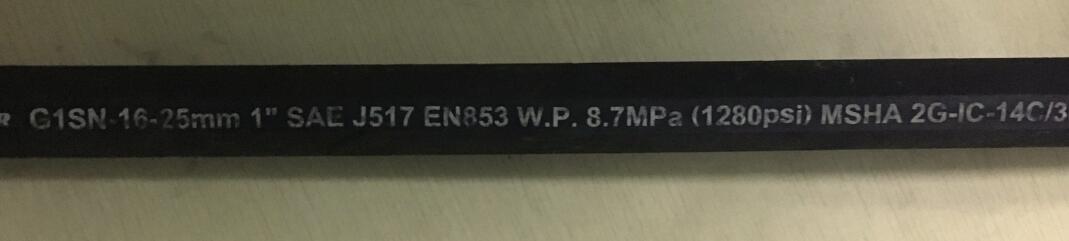 R G1SN-16-25mm 1" SAE J517 EN853 W.P. 8.7MPa (1280psi) MSHA 2G-IC-14C/3